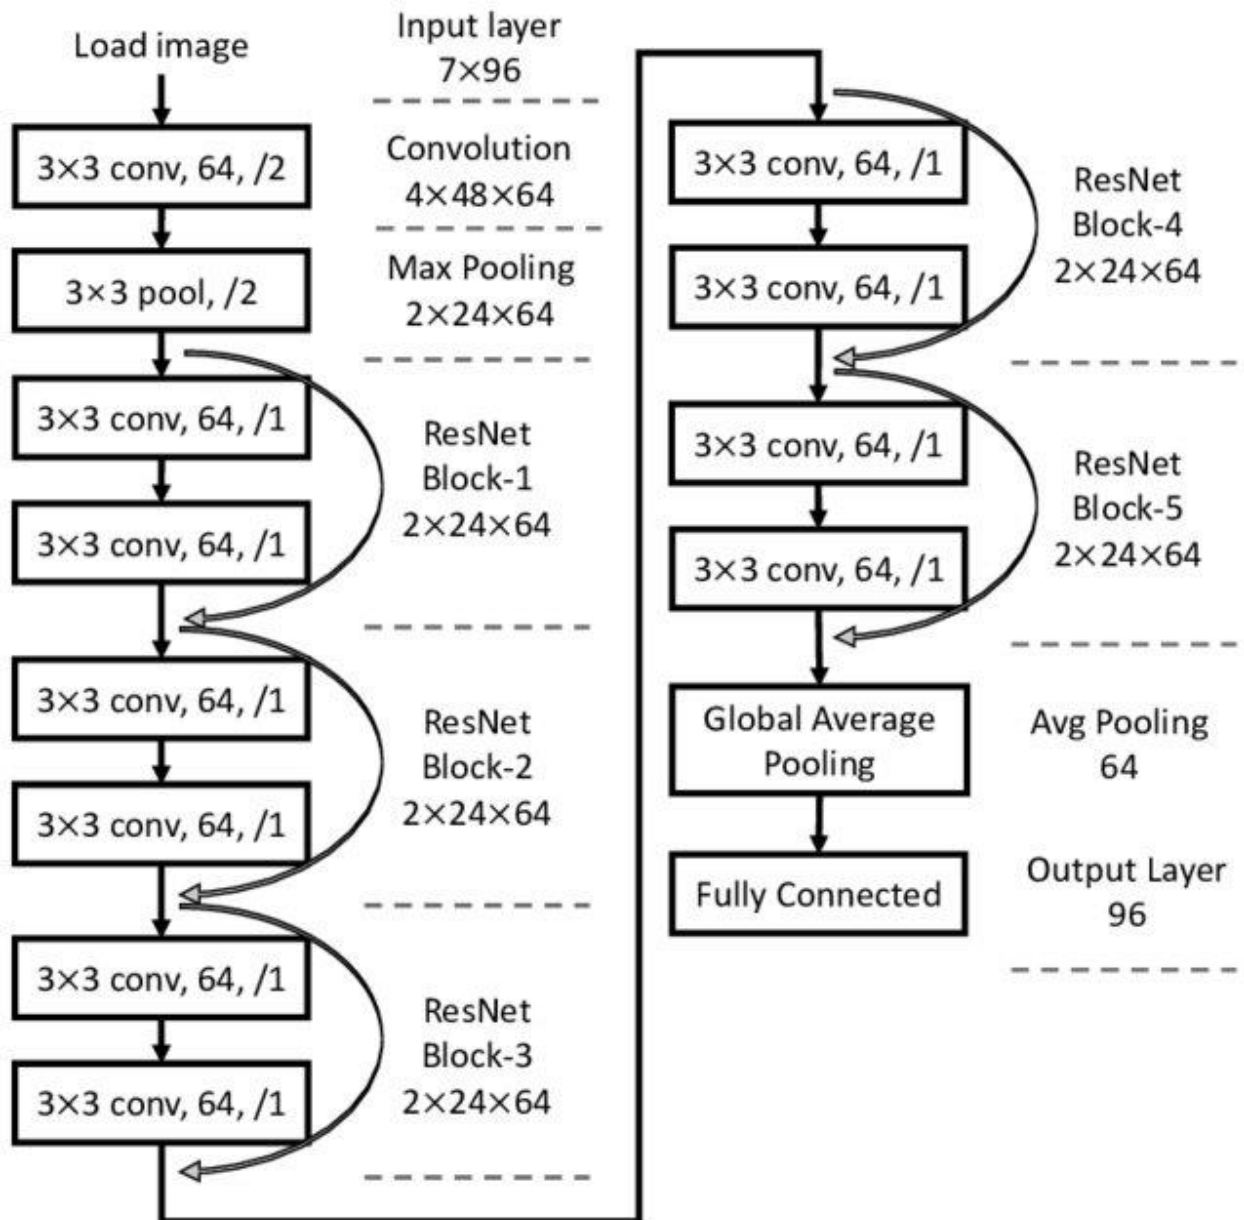 Load image
Input layer
7×96
3×3 conv, 64, /2
Convolution
4×48×64
3×3 pool, /2
Max Pooling
2×24×64
3×3 conv, 64, /1
3×3 conv, 64, /1
ResNet
Block-1
2×24×64
3×3 conv, 64, /1
3×3 conv, 64, /1
ResNet
Block-2
2×24×64
3×3 conv, 64, /1
3×3 conv, 64, /1
ResNet
Block-3
2×24×64
3×3 conv, 64, /1
3×3 conv, 64, /1
ResNet
Block-4
2×24×64
3×3 conv, 64, /1
3×3 conv, 64, /1
ResNet
Block-5
2×24×64
Global Average
Pooling
Avg Pooling
64
Fully Connected
Output Layer
96